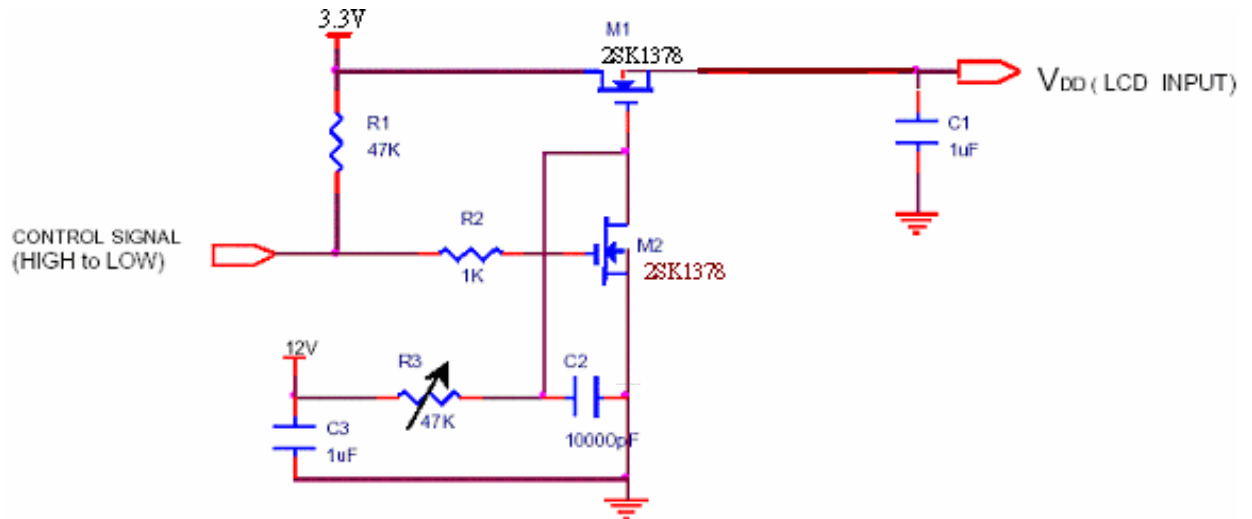 3.3V
M1
2SK1378
VDD ( LCD INPUT)
R1
47K
C1
1uF
CONTROL SIGNAL
(HIGH to LOW)
R2
1K
M2
2SK1378
12V
R3
47K
C2
10000pF
C3
1uF